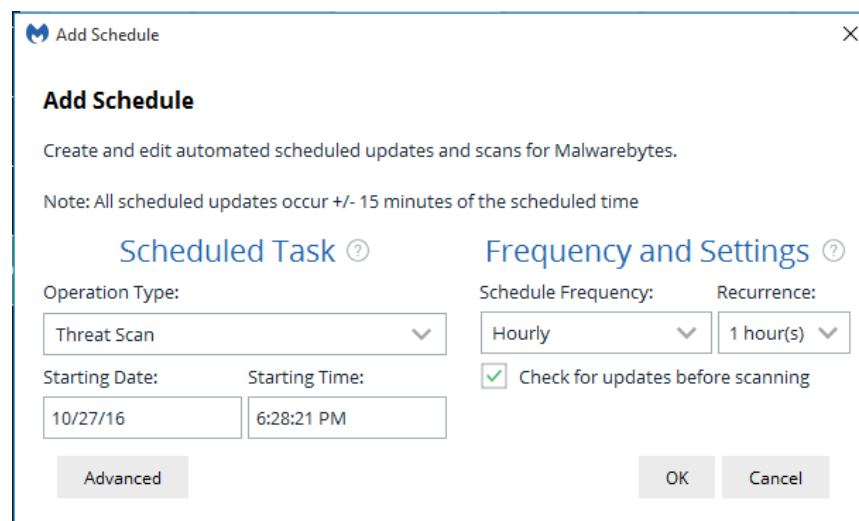 Add Schedule
Add Schedule
Create and edit automated scheduled updates and scans for Malwarebytes.
Note: All scheduled updates occur +/- 15 minutes of the scheduled time
Scheduled Task ?
Frequency and Settings ?
Operation Type:
Schedule Frequency: Recurrence:
Threat Scan
Hourly 1 hour(s)
Starting Date: Starting Time:
Check for updates before scanning
10/27/16 6:28:21 PM
Advanced OK Cancel